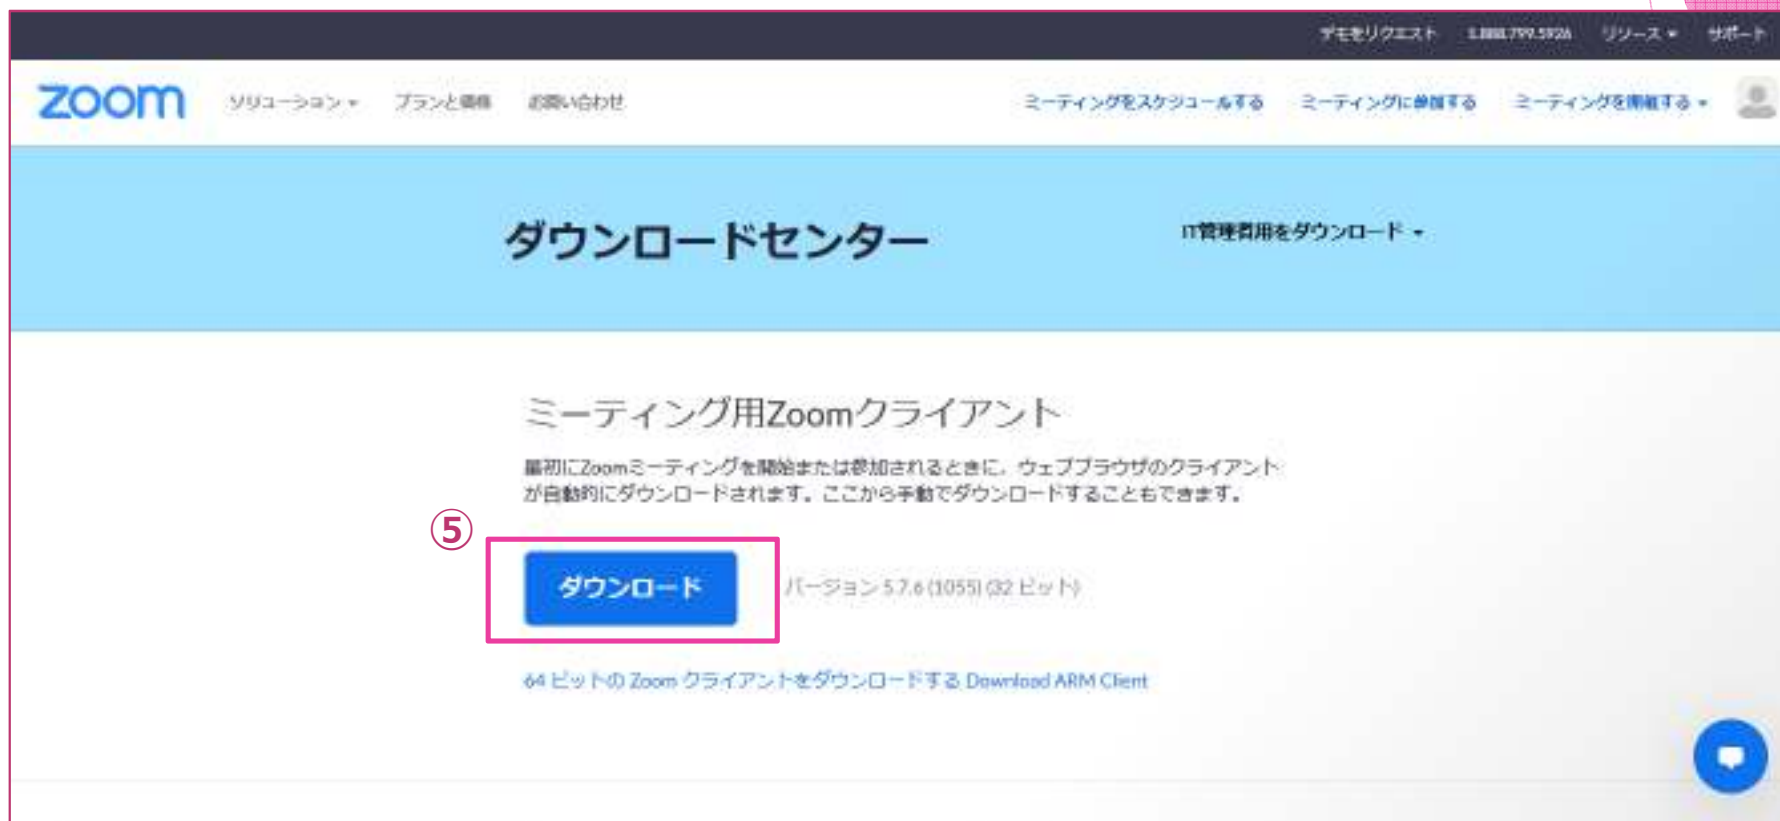 デモをリクエスト 1.888.799.5926 リソース サポート
zoom ソリューション プランと価格 お問い合わせ ミーティングをスケジュールする ミーティングに参加する ミーティングを開催する
ダウンロードセンター
IT管理者用をダウンロード
ミーティング用Zoomクライアント
最初にZoomミーティングを開始または参加されるときに、ウェブブラウザのクライアント
が自動的にダウンロードされます。ここから手動でダウンロードすることもできます。
⑤
ダウンロード バージョン 5.7.6 (1055) (32 ビット)
64 ビットの Zoom クライアントをダウンロードする Download ARM Client